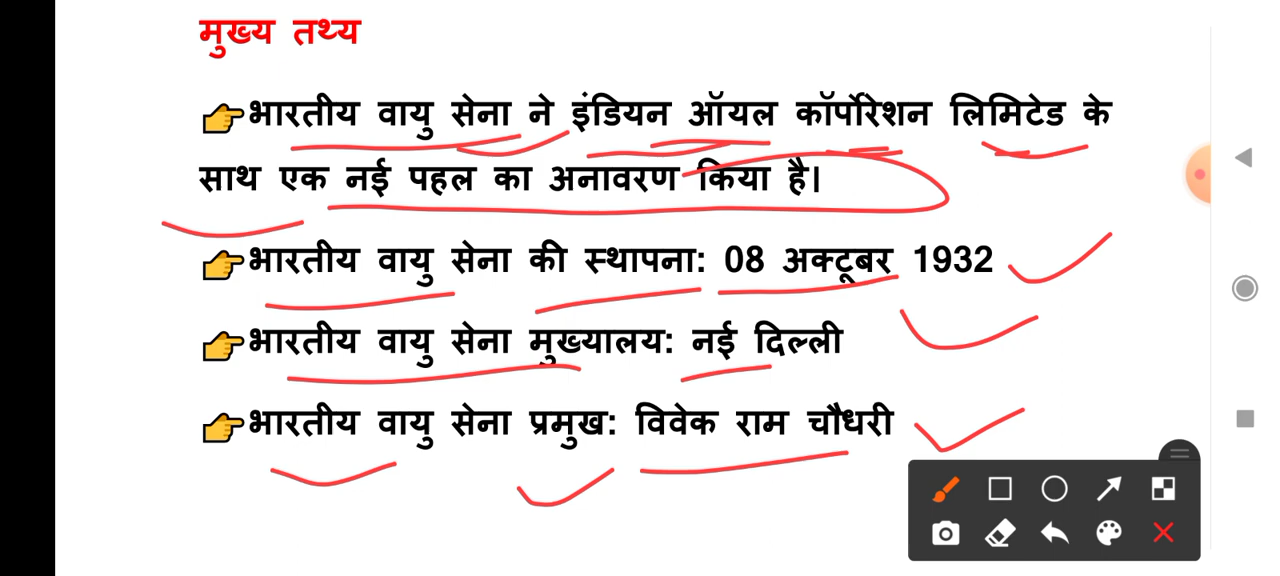 मुख्य तथ्य
👉भारतीय वायु सेना ने इंडियन ऑयल कॉर्पोरेशन लिमिटेड के
साथ एक नई पहल का अनावरण किया है।
👉भारतीय वायु सेना की स्थापना: 08 अक्टूबर 1932
👉भारतीय वायु सेना मुख्यालय: नई दिल्ली
👉भारतीय वायु सेना प्रमुख: विवेक राम चौधरी